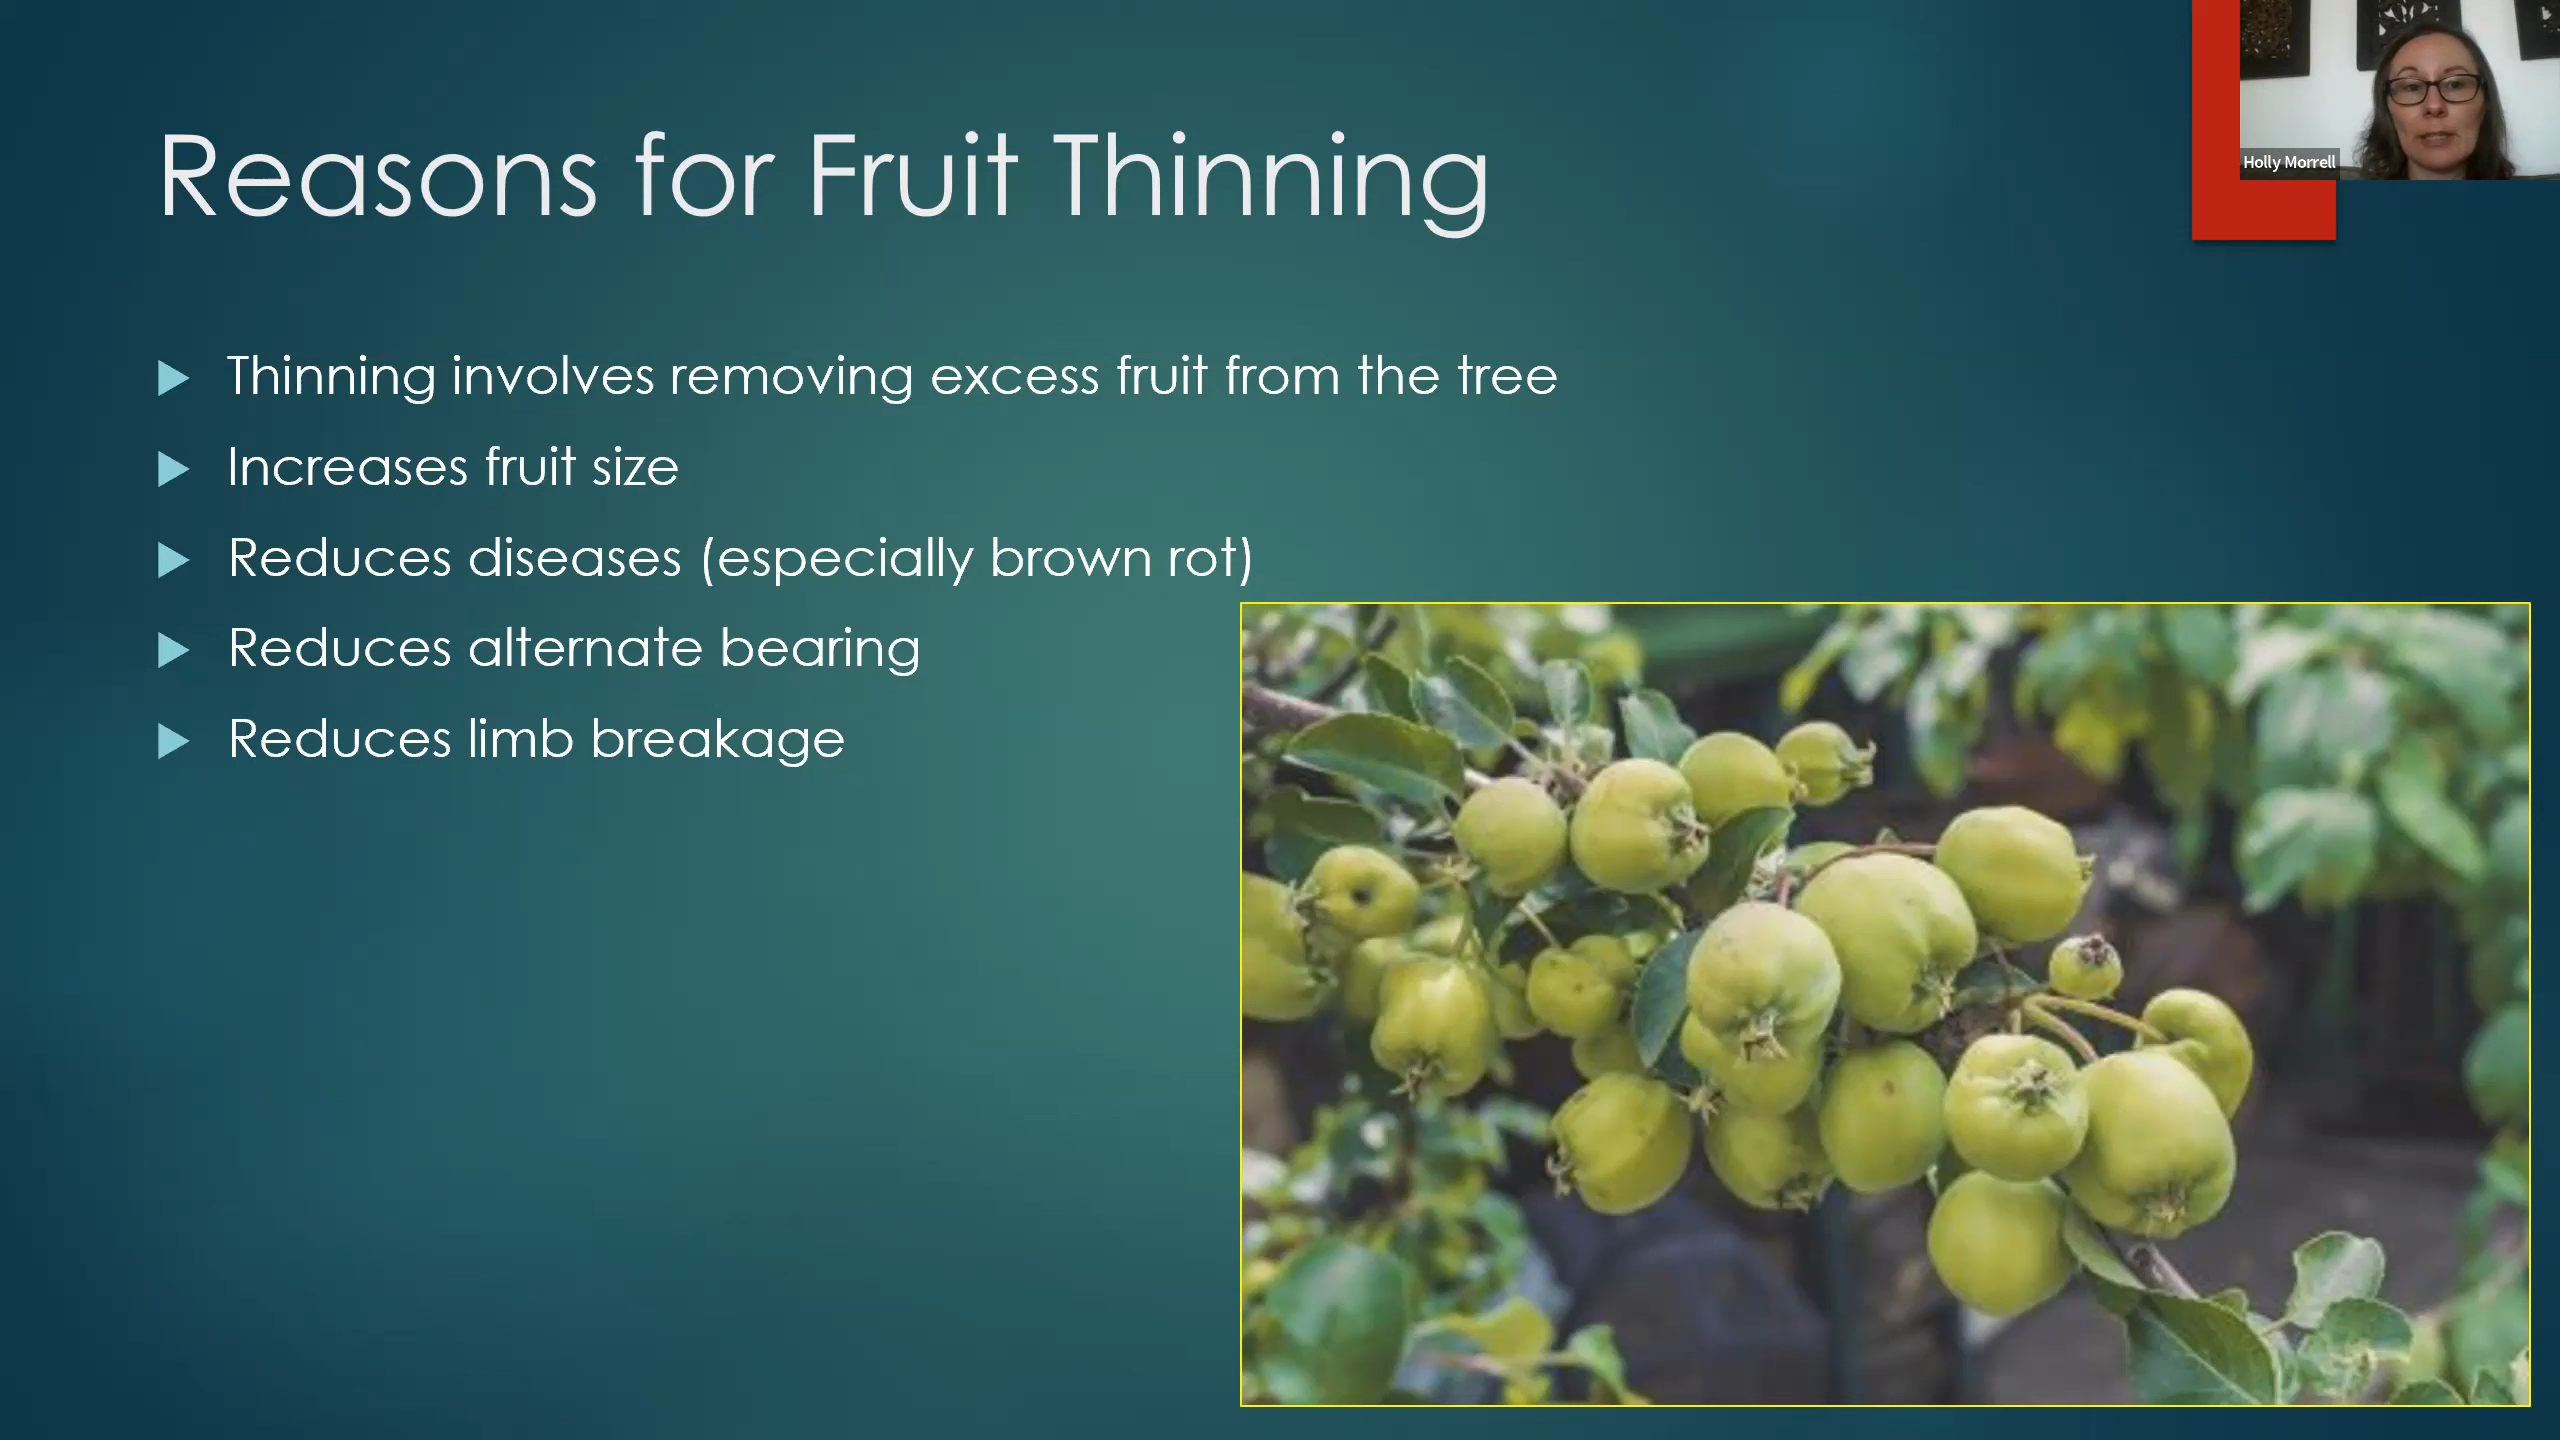 Reasons for Fruit Thinning
Holly Morrell
Thinning involves removing excess fruit from the tree
Increases fruit size
Reduces diseases (especially brown rot)
Reduces alternate bearing
Reduces limb breakage